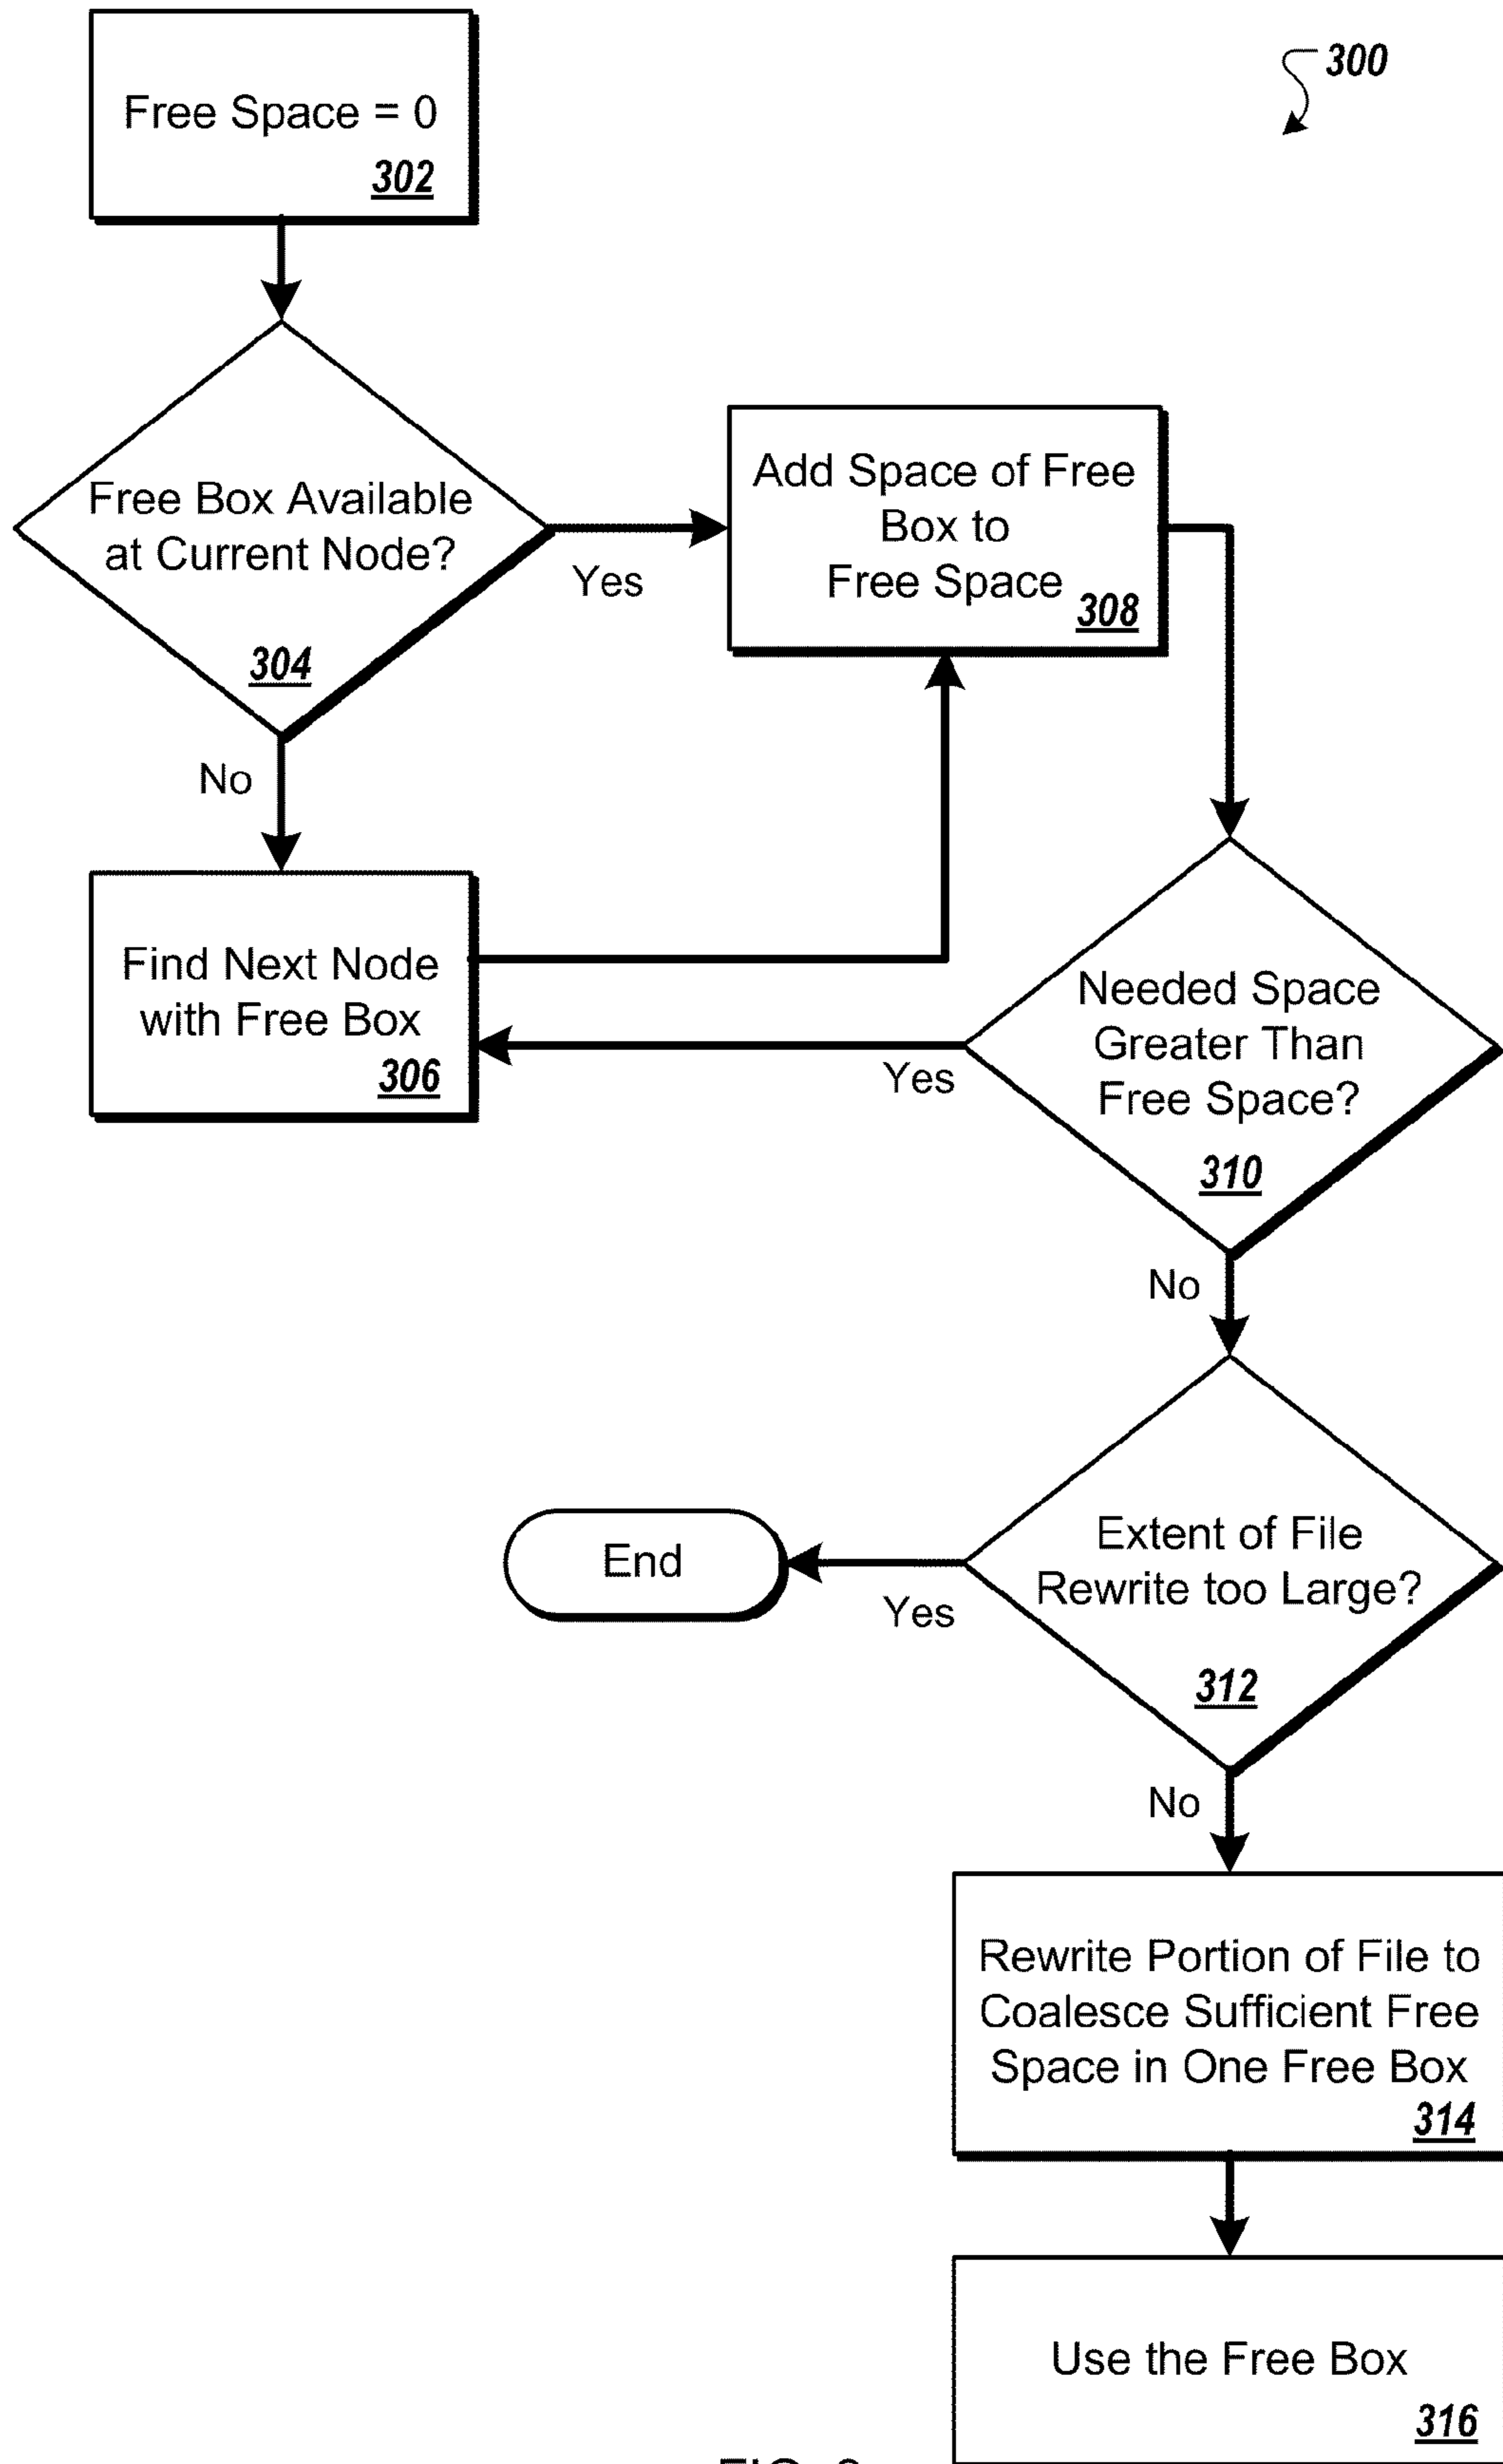 300
Free Space = 0
302
Free Box Available
at Current Node?
304
Yes
No
Add Space of Free
Box to
Free Space
308
Find Next Node
with Free Box
306
Needed Space
Greater Than
Free Space?
310
Yes
No
Extent of File
Rewrite too Large?
312
Yes
End
No
Rewrite Portion of File to
Coalesce Sufficient Free
Space in One Free Box
314
Use the Free Box
316